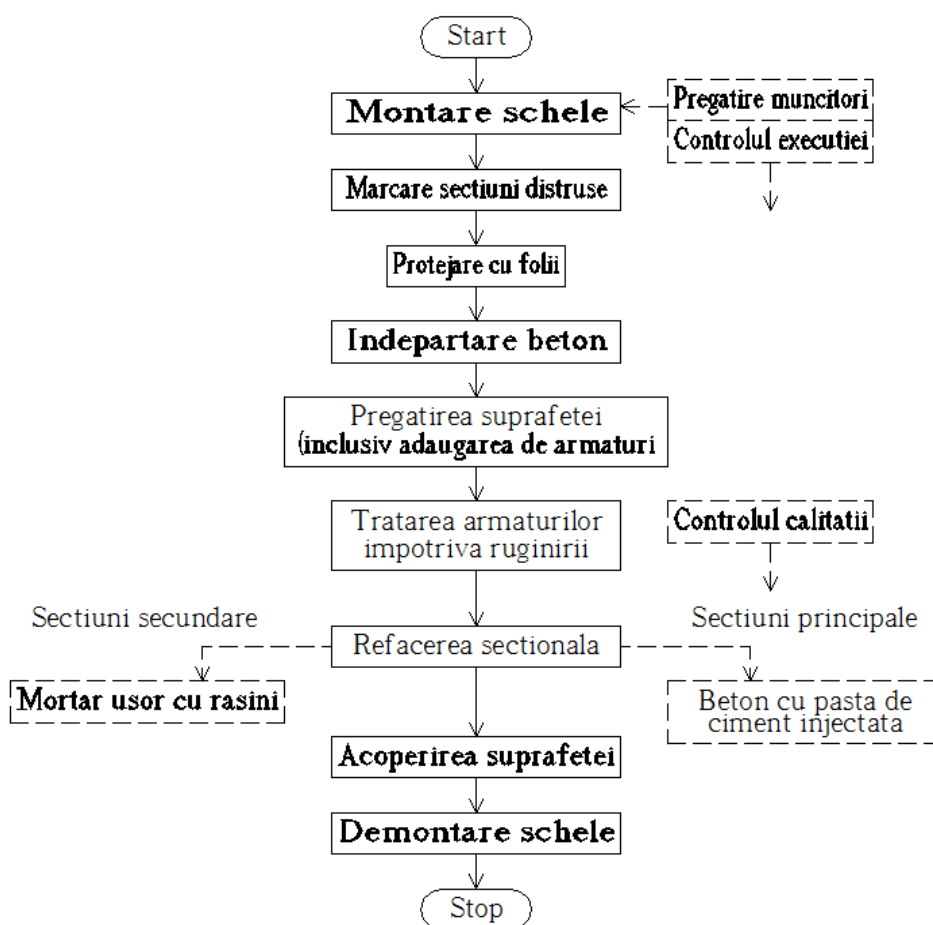 Start
Montare schele
Pregatire muncitori
Controlul executiei
Marcare sectiuni distruse
Protejare cu folii
Indepartare beton
Pregatirea suprafetei
(inclusiv adaugarea de armaturi
Tratarea armaturilor
impotriva ruginirii
Controlul calitatii
Sectiuni secundare
Sectiuni principale
Refacerea sectionala
Mortar usor cu rasini
Beton cu pasta de
ciment injectata
Acoperirea suprafetei
Demontare schele
Stop